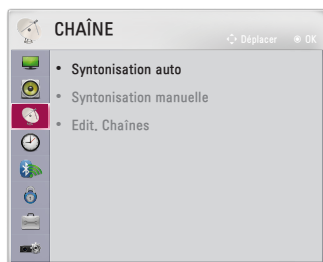 CHAÎNE
Déplacer OK
• Syntonisation auto
• Syntonisation manuelle
• Edit. Chaînes